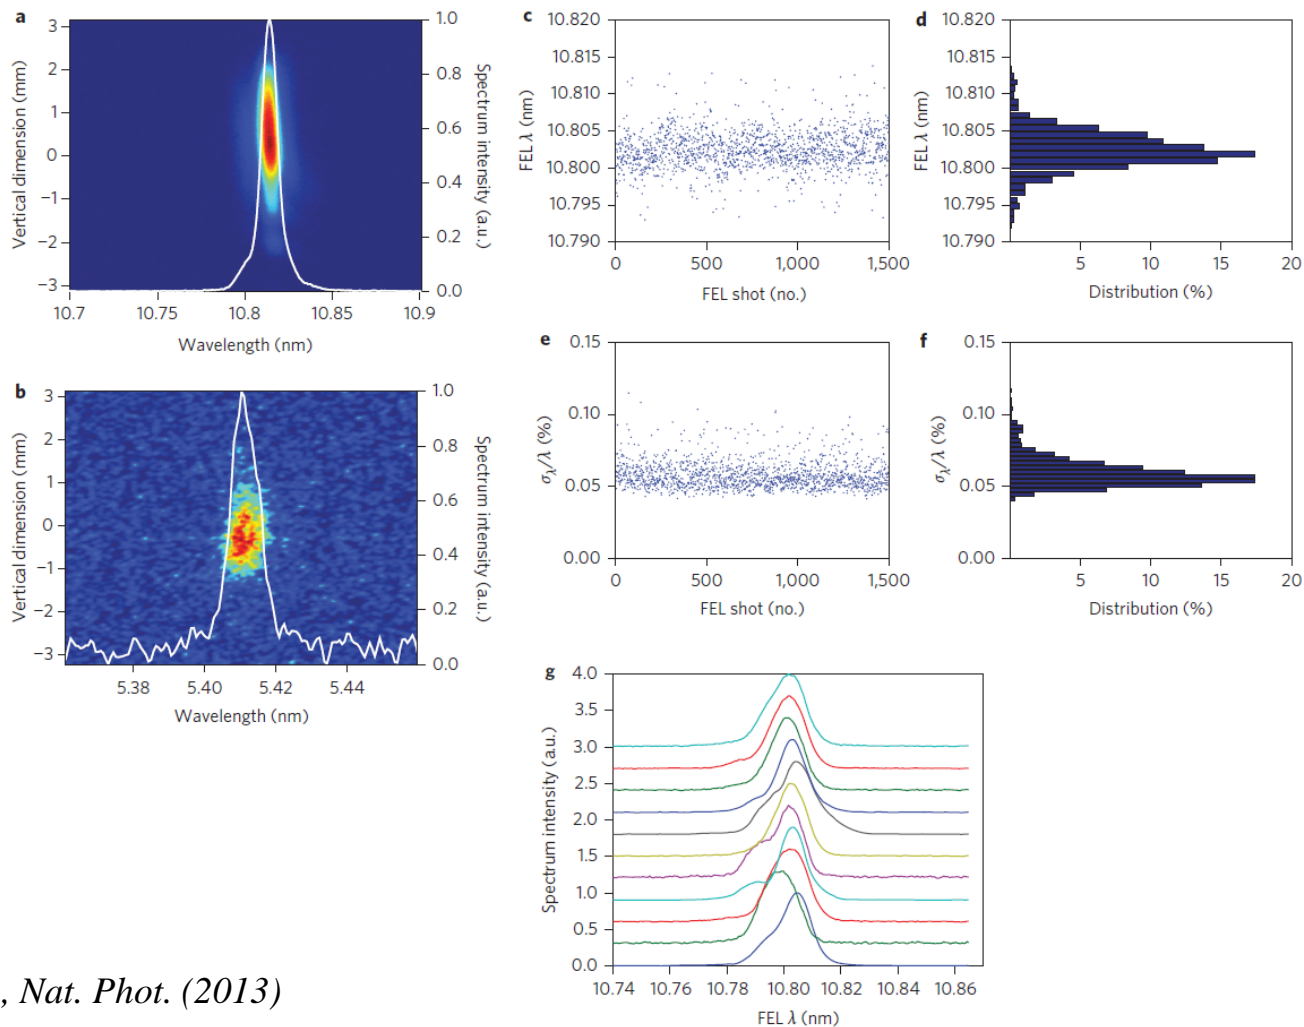 a
3
2
1
0
−1
−2
−3
Vertical dimension (mm)
1.0
0.8
0.6
0.4
0.2
0.0
Spectrum intensity (a.u.)
10.7 10.75 10.8 10.85 10.9
Wavelength (nm)
b
3
2
1
0
−1
−2
−3
Vertical dimension (mm)
1.0
0.8
0.6
0.4
0.2
0.0
Spectrum intensity (a.u.)
5.38 5.40 5.42 5.44
Wavelength (nm)
c
10.820
10.815
10.810
10.805
10.800
10.795
10.790
FEL λ (nm)
0 500 1,000 1,500
FEL shot (no.)
d
10.820
10.815
10.810
10.805
10.800
10.795
10.790
FEL λ (nm)
5 10 15 20
Distribution (%)
e
0.15
0.10
0.05
0.00
σλ/λ (%)
0 500 1,000 1,500
FEL shot (no.)
f
0.15
0.10
0.05
0.00
σλ/λ (%)
5 10 15 20
Distribution (%)
g
4.0
3.5
3.0
2.5
2.0
1.5
1.0
0.5
0.0
Spectrum intensity (a.u.)
10.74 10.76 10.78 10.80 10.82 10.84 10.86
FEL λ (nm)
, Nat. Phot. (2013)